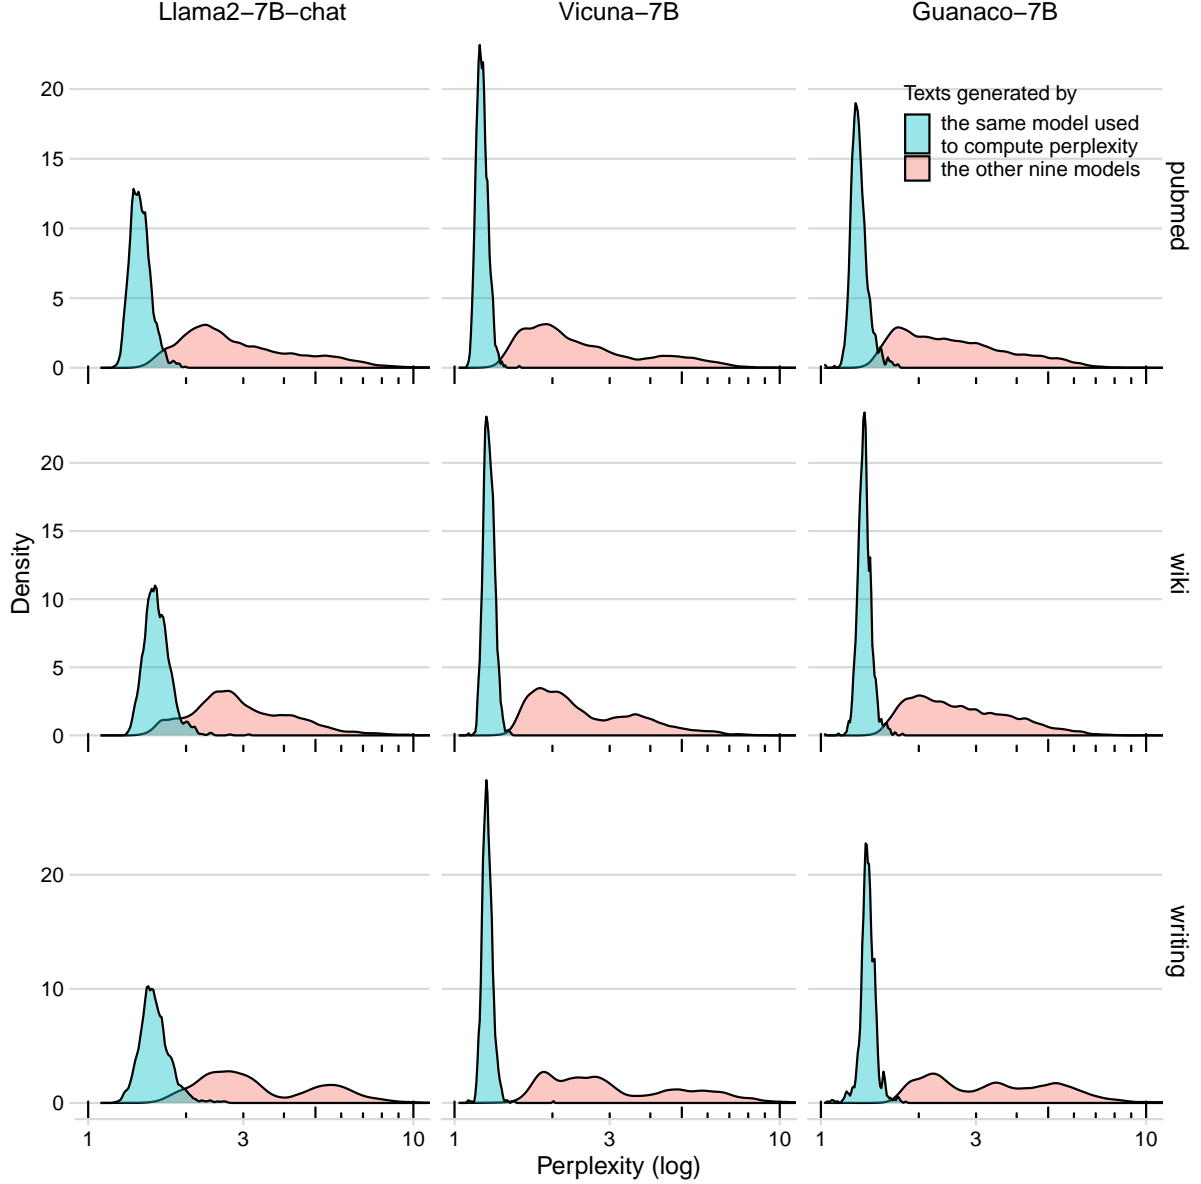 Llama2−7B−chat
Vicuna−7B
Guanaco−7B
Texts generated by
the same model used
to compute perplexity
the other nine models
20
15
10
5
0
pubmed
20
15
10
5
0
wiki
Density
20
10
0
writing
1 3 10 1 3 10 1 3 10
Perplexity (log)